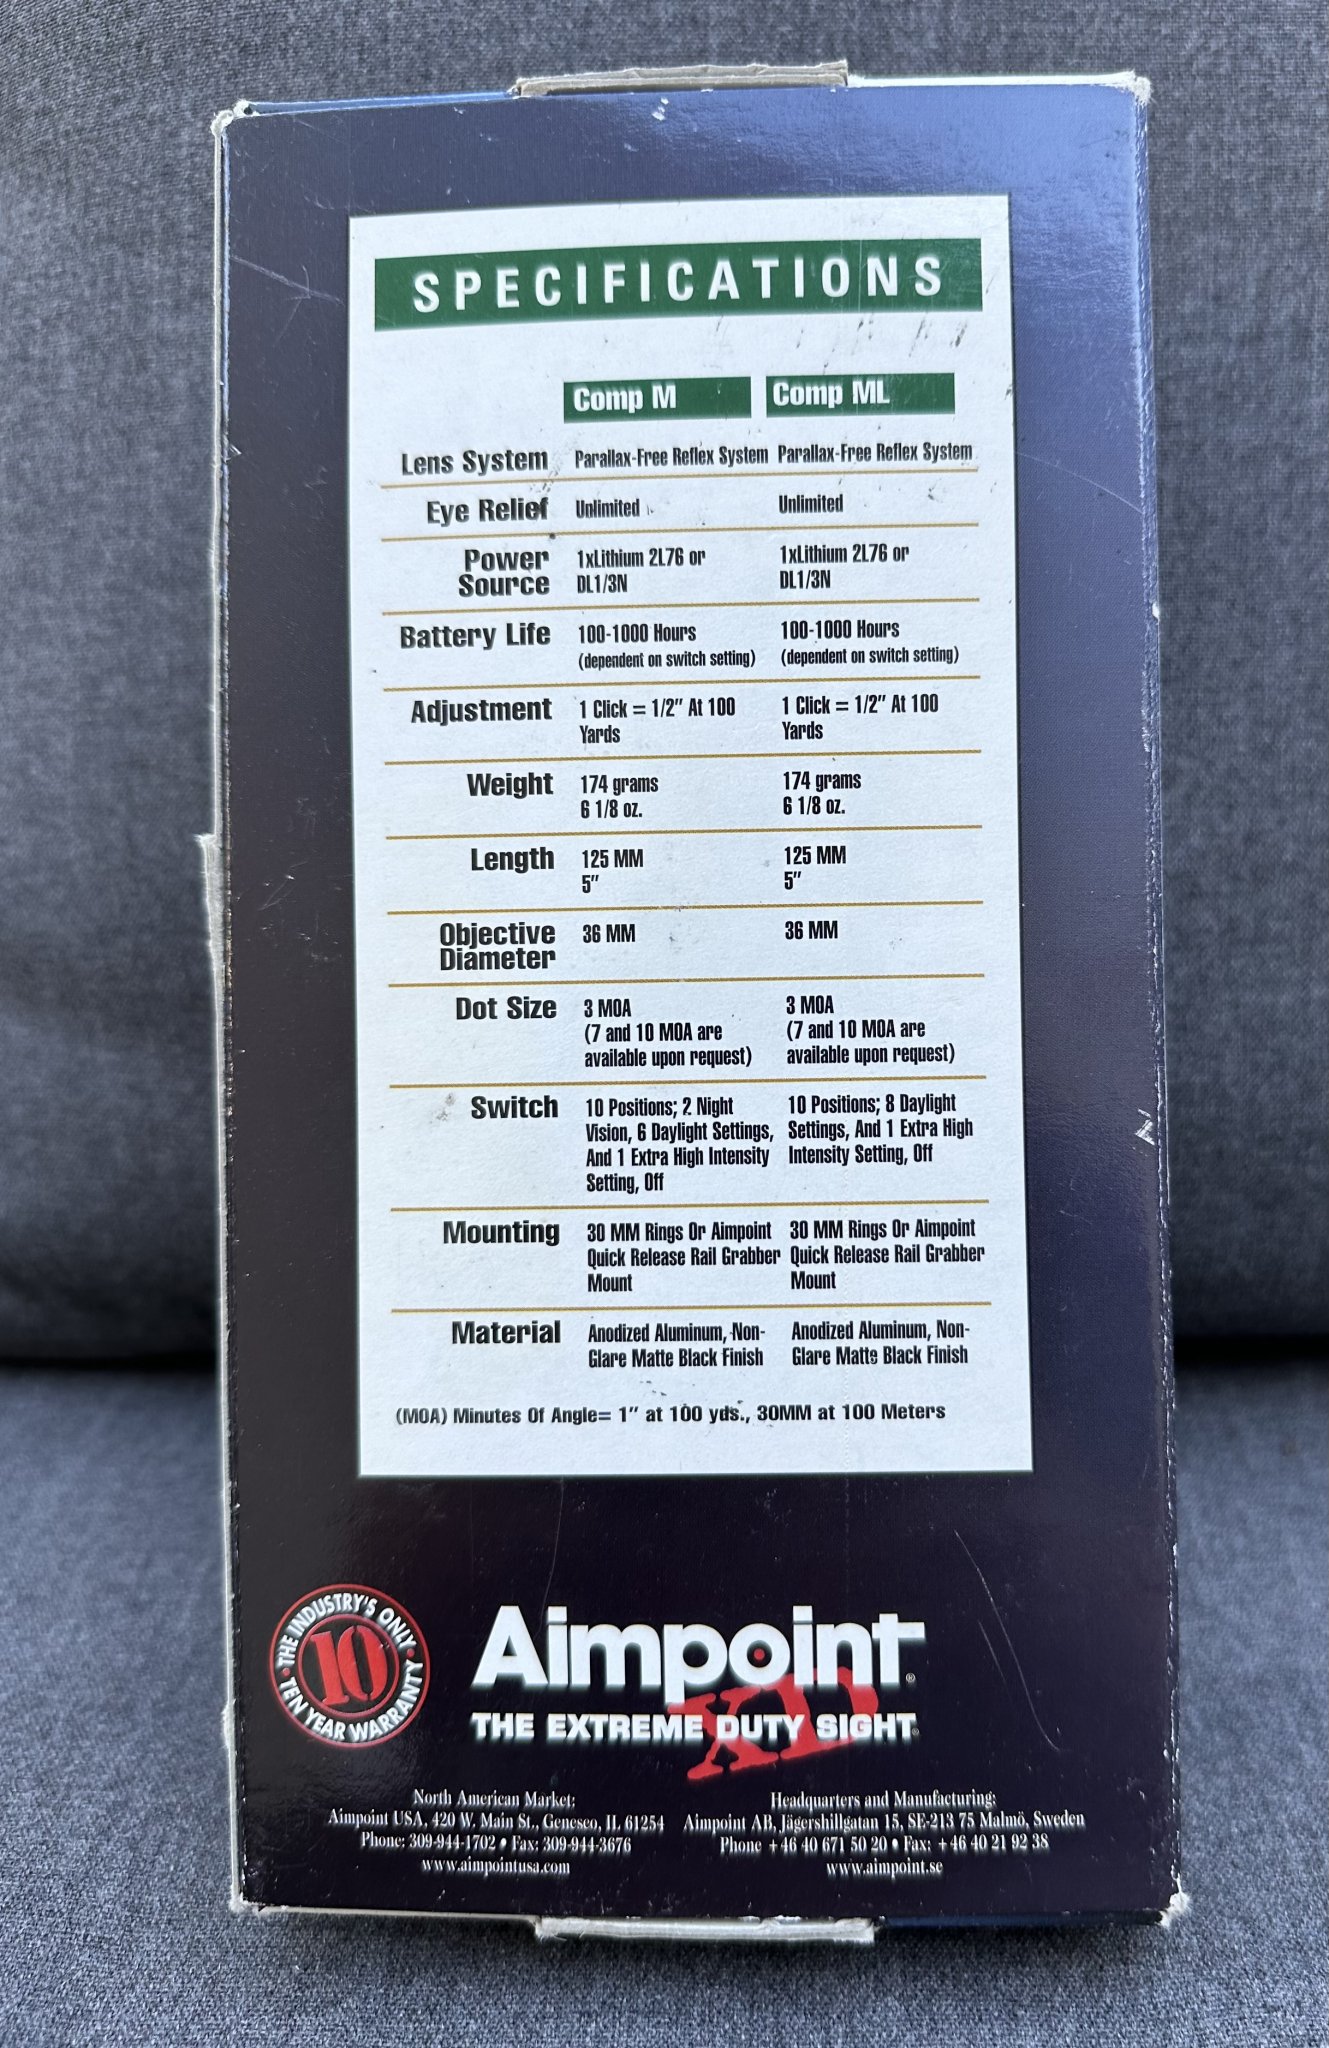 SPECIFICATIONS
Comp M Comp ML
Lens System Parallax-Free Reflex System Parallax-Free Reflex System
Eye Relief Unlimited Unlimited
Power Source 1xLithium 2L76 or 1xLithium 2L76 or
DL1/3N DL1/3N
Battery Life 100-1000 Hours 100-1000 Hours
(dependent on switch setting) (dependent on switch setting)
Adjustment 1 Click = 1/2" At 100 1 Click = 1/2" At 100
Yards Yards
Weight 174 grams 174 grams
6 1/8 oz. 6 1/8 oz.
Length 125 MM 125 MM
5" 5"
Objective Diameter 36 MM 36 MM
Dot Size 3 MOA 3 MOA
(7 and 10 MOA are (7 and 10 MOA are
available upon request) available upon request)
Switch 10 Positions; 2 Night 10 Positions; 8 Daylight
Vision, 6 Daylight Settings, Settings, And 1 Extra High
And 1 Extra High Intensity Intensity Setting, Off
Setting, Off
Mounting 30 MM Rings Or Aimpoint 30 MM Rings Or Aimpoint
Quick Release Rail Grabber Quick Release Rail Grabber
Mount Mount
Material Anodized Aluminum, Non- Anodized Aluminum, Non-
Glare Matte Black Finish Glare Matte Black Finish
(MOA) Minutes Of Angle= 1" at 100 yds., 30MM at 100 Meters
• THE INDUSTRY'S ONLY •
10
TEN YEAR WARRANTY
Aimpoint®
XD
THE EXTREME DUTY SIGHT
North American Market:
Aimpoint USA, 420 W. Main St., Geneseo, IL 61254
Phone: 309-944-1702 • Fax: 309-944-3676
www.aimpointusa.com
Headquarters and Manufacturing:
Aimpoint AB, Jägershillgatan 15, SE-213 75 Malmö, Sweden
Phone +46 40 671 50 20 • Fax: +46 40 21 92 38
www.aimpoint.se